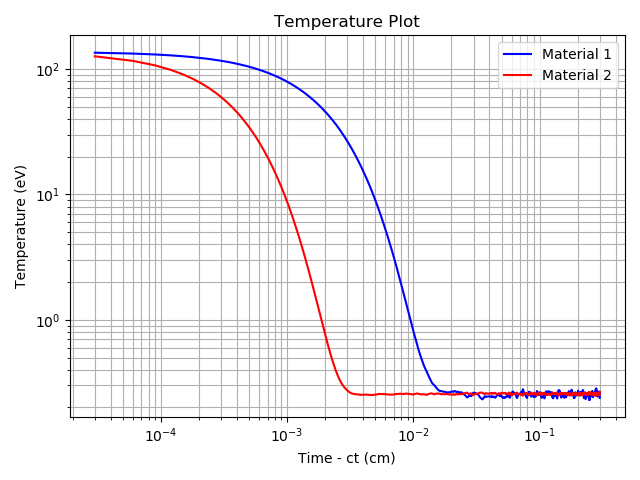 Temperature Plot
Material 1
Material 2
Temperature (eV)
10²
10¹
10⁰
10⁻⁴
10⁻³
10⁻²
10⁻¹
Time - ct (cm)